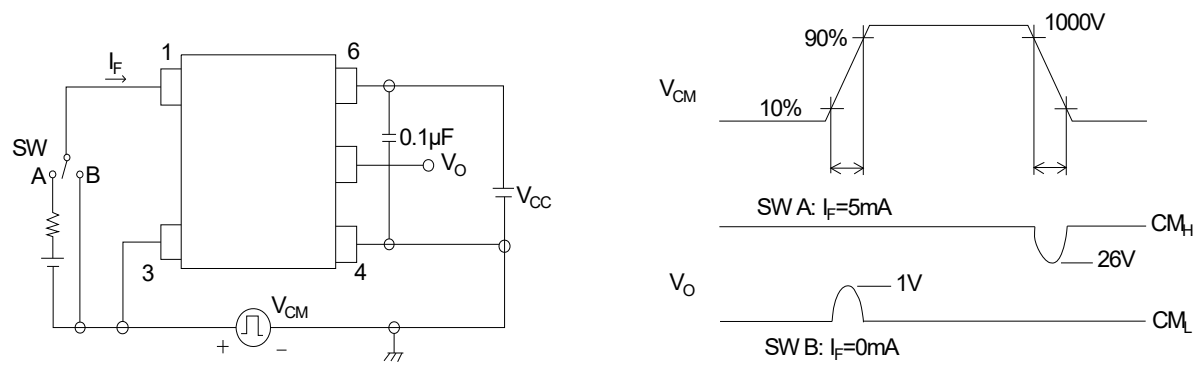 1
6
I_F
SW
A
B
0.1μF
V_O
V_CC
3
4
V_CM
+
−
90%
1000V
V_CM
10%
SW A: I_F=5mA
CM_H
26V
V_O
1V
CM_L
SW B: I_F=0mA